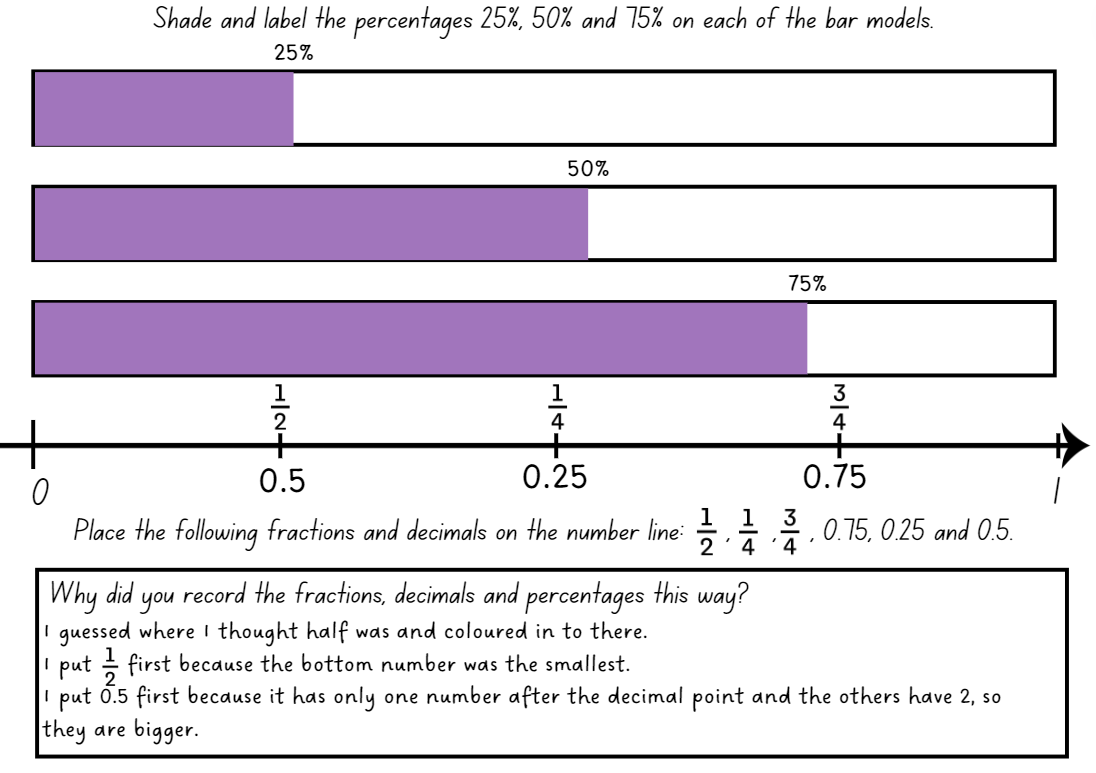 Shade and label the percentages 25%, 50% and 75% on each of the bar models.
25%
50%
75%
1/2 1/4 3/4
0 0.5 0.25 0.75 1
Place the following fractions and decimals on the number line: 1/2 , 1/4 , 3/4 , 0.75, 0.25 and 0.5.
Why did you record the fractions, decimals and percentages this way?
I guessed where I thought half was and coloured in to there.
I put 1/2 first because the bottom number was the smallest.
I put 0.5 first because it has only one number after the decimal point and the others have 2, so
they are bigger.